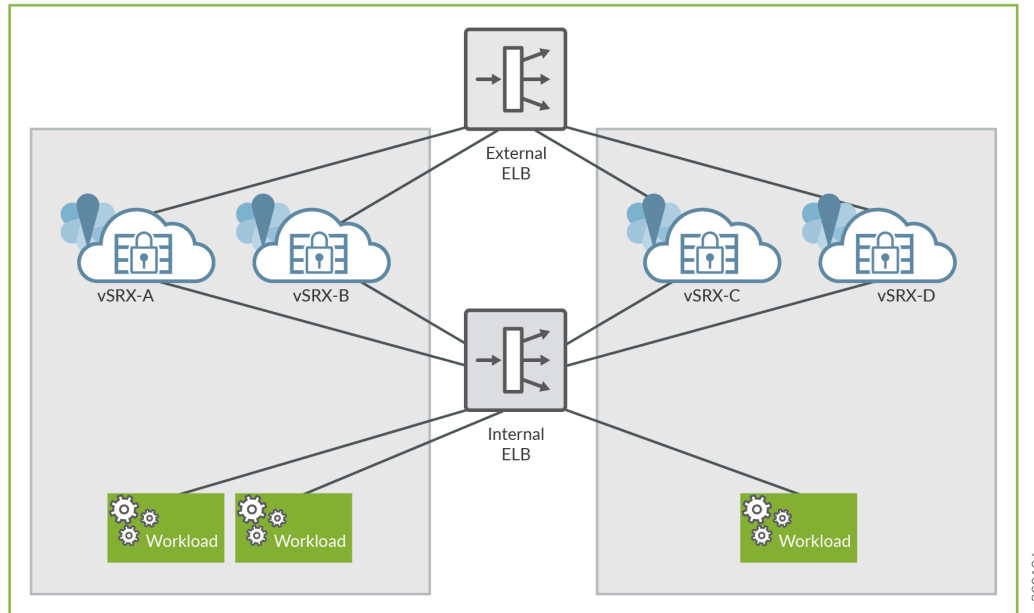 External
ELB
vSRX-A
vSRX-B
vSRX-C
vSRX-D
Internal
ELB
Workload
Workload
Workload